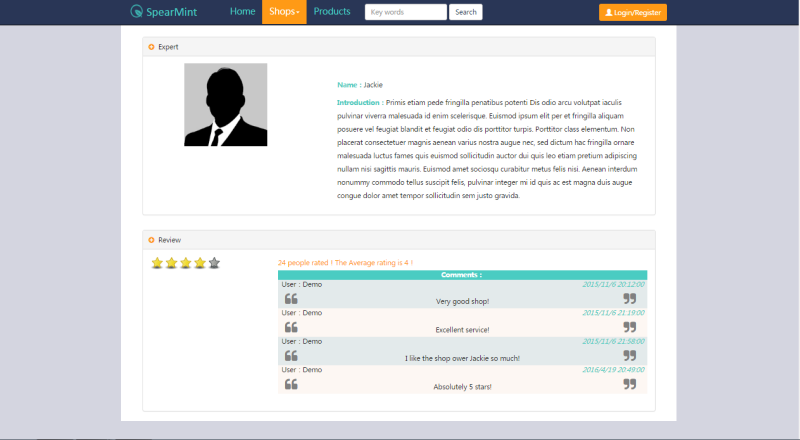 SpearMint Home Shops Products Key words Search Login/Register
Expert
Name : Jackie
Introduction : Primis etiam pede fringilla penatibus potenti Dis odio arcu volutpat iaculis
pulvinar viverra malesuada id enim scelerisque. Euismod ipsum elit per et fringilla aliquam
posuere vel feugiat blandit et feugiat odio dis porttitor turpis. Porttitor class elementum. Non
placerat consectetuer magnis aenean varius nostra augue nec, sed dictum hac fringilla ornare
malesuada luctus fames quis euismod sollicitudin auctor dui quis leo etiam pretium adipiscing
nullam nisi sagittis mauris. Euismod amet sociosqu curabitur metus felis nisi. Aenean interdum
nonummy commodo tellus suscipit felis, pulvinar integer mi id quis ac est magna duis augue
congue dolor amet tempor sollicitudin sem justo gravida.
Review
24 people rated ! The Average rating is 4 !
Comments :
User : Demo 2015/11/6 20:12:00
Very good shop!
User : Demo 2015/11/6 21:19:00
Excellent service!
User : Demo 2015/11/6 21:58:00
I like the shop ower Jackie so much!
User : Demo 2016/4/19 20:49:00
Absolutely 5 stars!